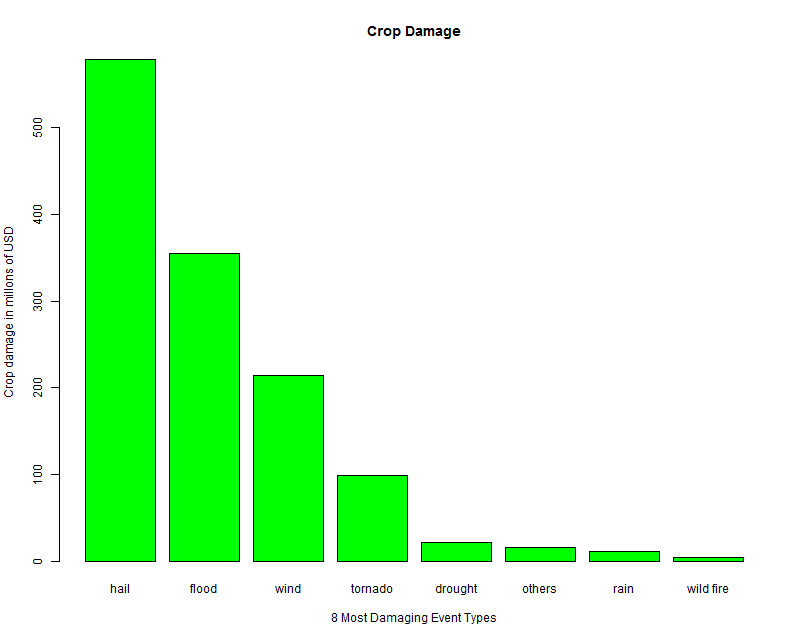 Crop Damage
Crop damage in millons of USD
500
400
300
200
100
0
hail flood wind tornado drought others rain wild fire
8 Most Damaging Event Types